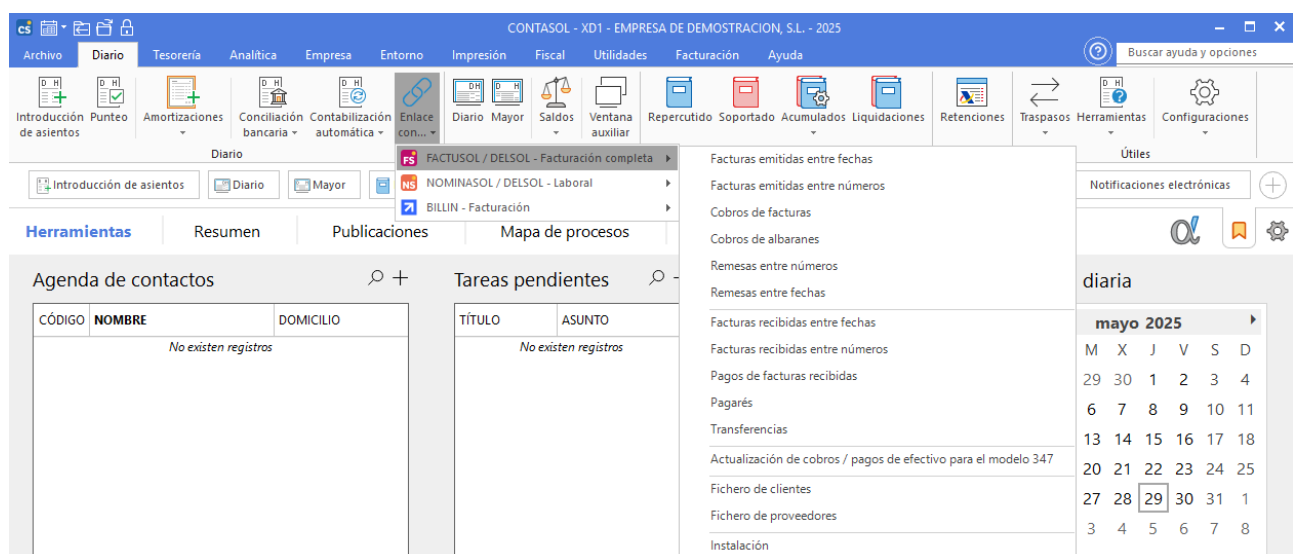 CONTASOL - XD1 - EMPRESA DE DEMOSTRACION, S.L. - 2025
Archivo Diario Tesorería Analítica Empresa Entorno Impresión Fiscal Utilidades Facturación Ayuda Buscar ayuda y opciones
Introducción de asientos
Punteo
Amortizaciones
Conciliación bancaria
Contabilización automática
Enlace con...
Diario
Mayor
Saldos
Ventana auxiliar
Repercutido
Soportado
Acumulados
Liquidaciones
Retenciones
Traspasos
Herramientas
Configuraciones
Diario
Útiles
Introducción de asientos
Diario
Mayor
Notificaciones electrónicas
FACTUSOL / DELSOL - Facturación completa
NOMINASOL / DELSOL - Laboral
BILLIN - Facturación
Facturas emitidas entre fechas
Facturas emitidas entre números
Cobros de facturas
Cobros de albaranes
Remesas entre números
Remesas entre fechas
Facturas recibidas entre fechas
Facturas recibidas entre números
Pagos de facturas recibidas
Pagarés
Transferencias
Actualización de cobros / pagos de efectivo para el modelo 347
Fichero de clientes
Fichero de proveedores
Instalación
Herramientas Resumen Publicaciones Mapa de procesos
Agenda de contactos
CÓDIGO NOMBRE DOMICILIO
No existen registros
Tareas pendientes
TÍTULO ASUNTO
No existen registros
diaria
mayo 2025
M X J V S D
29 30 1 2 3 4
6 7 8 9 10 11
13 14 15 16 17 18
20 21 22 23 24 25
27 28 29 30 31 1
3 4 5 6 7 8